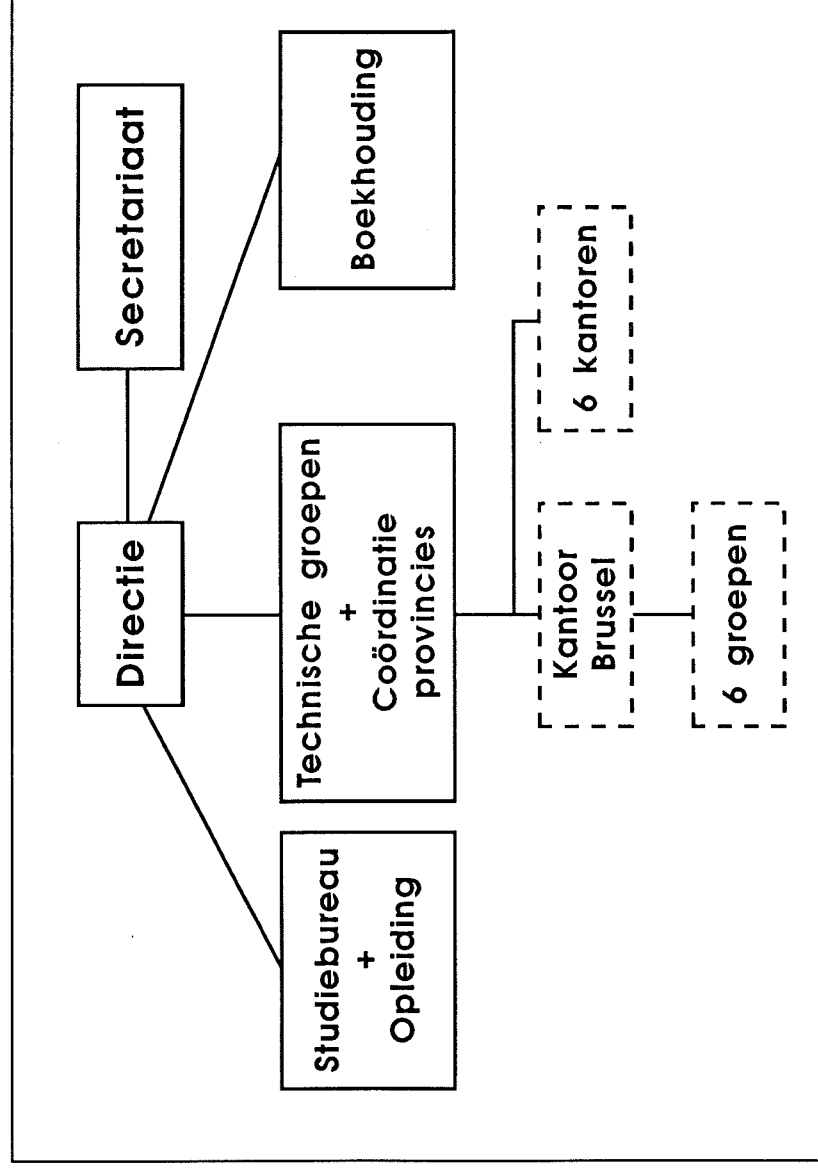 Directie
Secretariaat
Studiebureau
+
Opleiding
Technische groepen
+
Coördinatie
provincies
Boekhouding
Kantoor
Brussel
6 kantoren
6 groepen